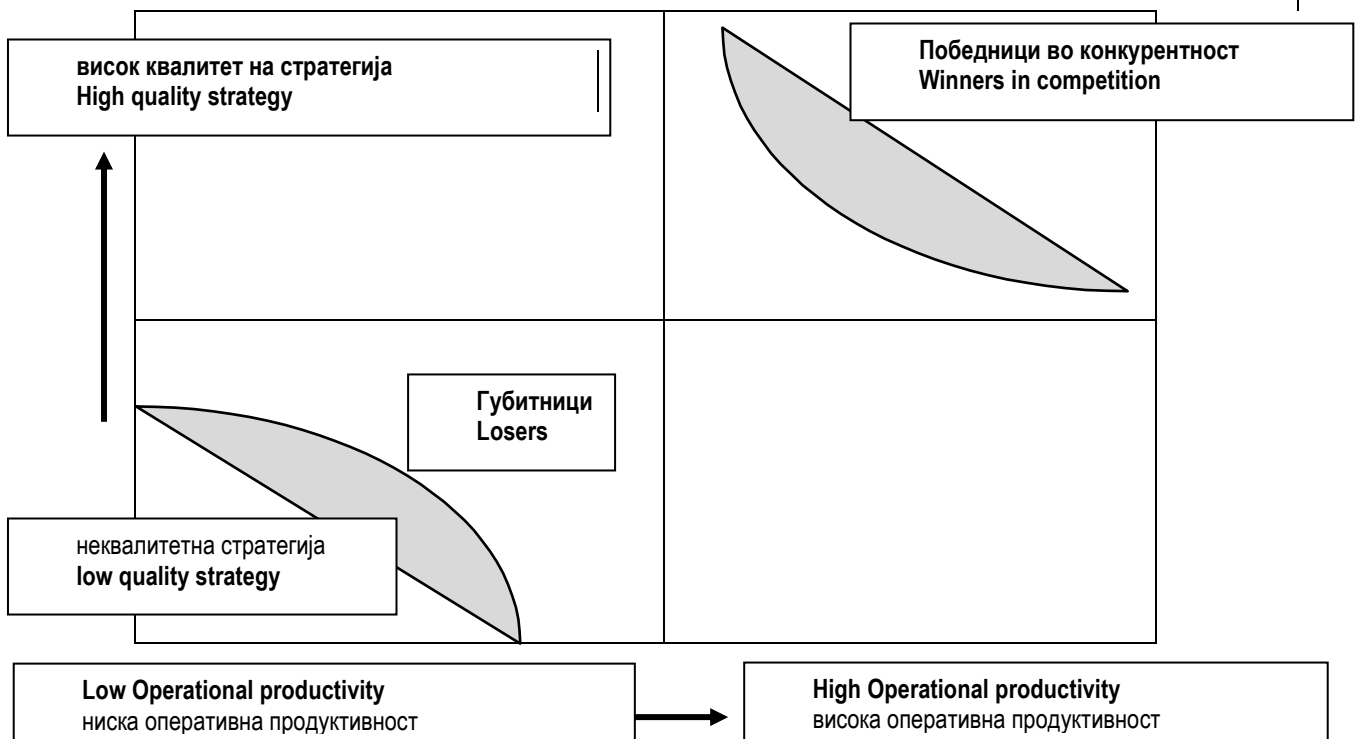 висок квалитет на стратегија
High quality strategy
Победници во конкурентност
Winners in competition
Губитници
Losers
неквалитетна стратегија
low quality strategy
Low Operational productivity
ниска оперативна продуктивност
High Operational productivity
висока оперативна продуктивност